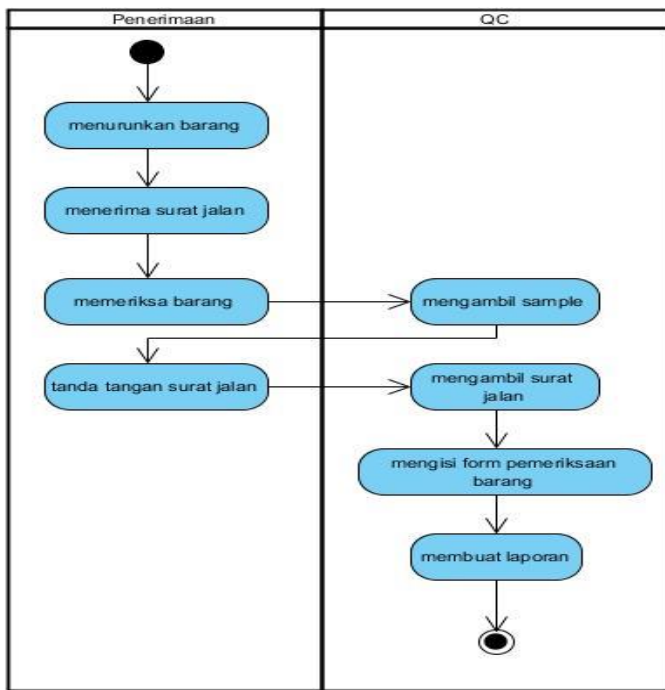 Penerimaan
QC
menurunkan barang
menerima surat jalan
memeriksa barang
mengambil sample
tanda tangan surat jalan
mengambil surat
jalan
mengisi form pemeriksaan
barang
membuat laporan